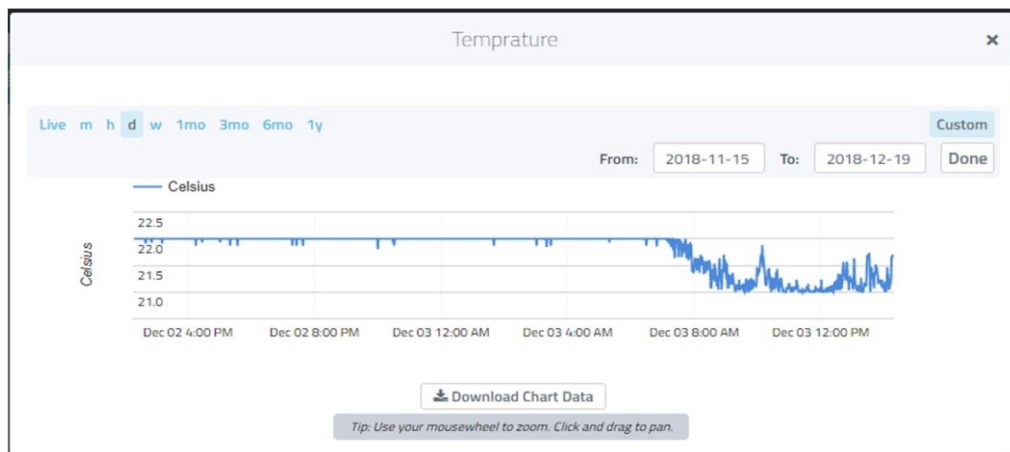 Temprature
Live m h d w 1mo 3mo 6mo 1y Custom
From: 2018-11-15 To: 2018-12-19 Done
Celsius
22.5
22.0
21.5
21.0
Celsius
Dec 02 4:00 PM Dec 02 8:00 PM Dec 03 12:00 AM Dec 03 4:00 AM Dec 03 8:00 AM Dec 03 12:00 PM
Download Chart Data
Tip: Use your mousewheel to zoom. Click and drag to pan.